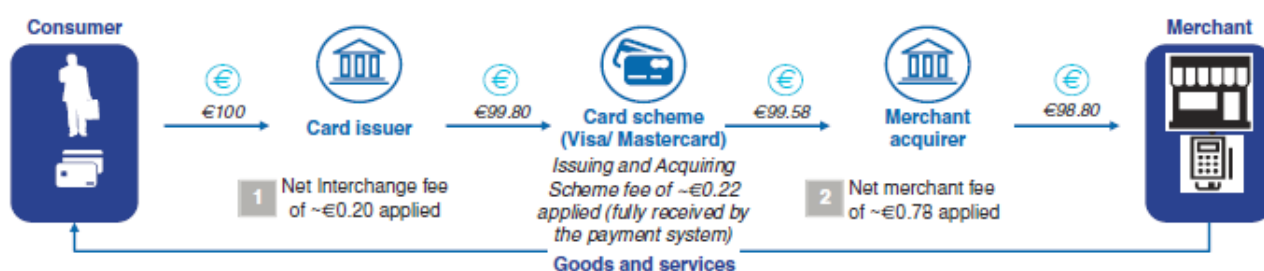 Consumer
Merchant
€
€100
€
€99.80
€
€99.58
€
€98.80
Card issuer
Card scheme
(Visa/ Mastercard)
Merchant
acquirer
1
Net Interchange fee
of ~€0.20 applied
Issuing and Acquiring
Scheme fee of ~€0.22
applied (fully received by
the payment system)
2
Net merchant fee
of ~€0.78 applied
Goods and services